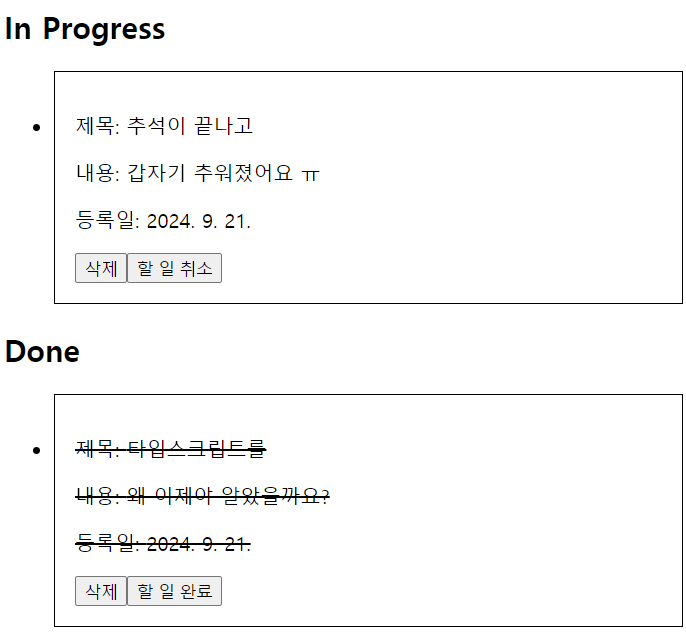 In Progress
제목: 추석이 끝나고
내용: 갑자기 추워졌어요 ㅠ
등록일: 2024. 9. 21.
삭제 할 일 취소
Done
제목: 타입스크립트를
내용: 왜 이제야 알았을까요?
등록일: 2024. 9. 21.
삭제 할 일 완료